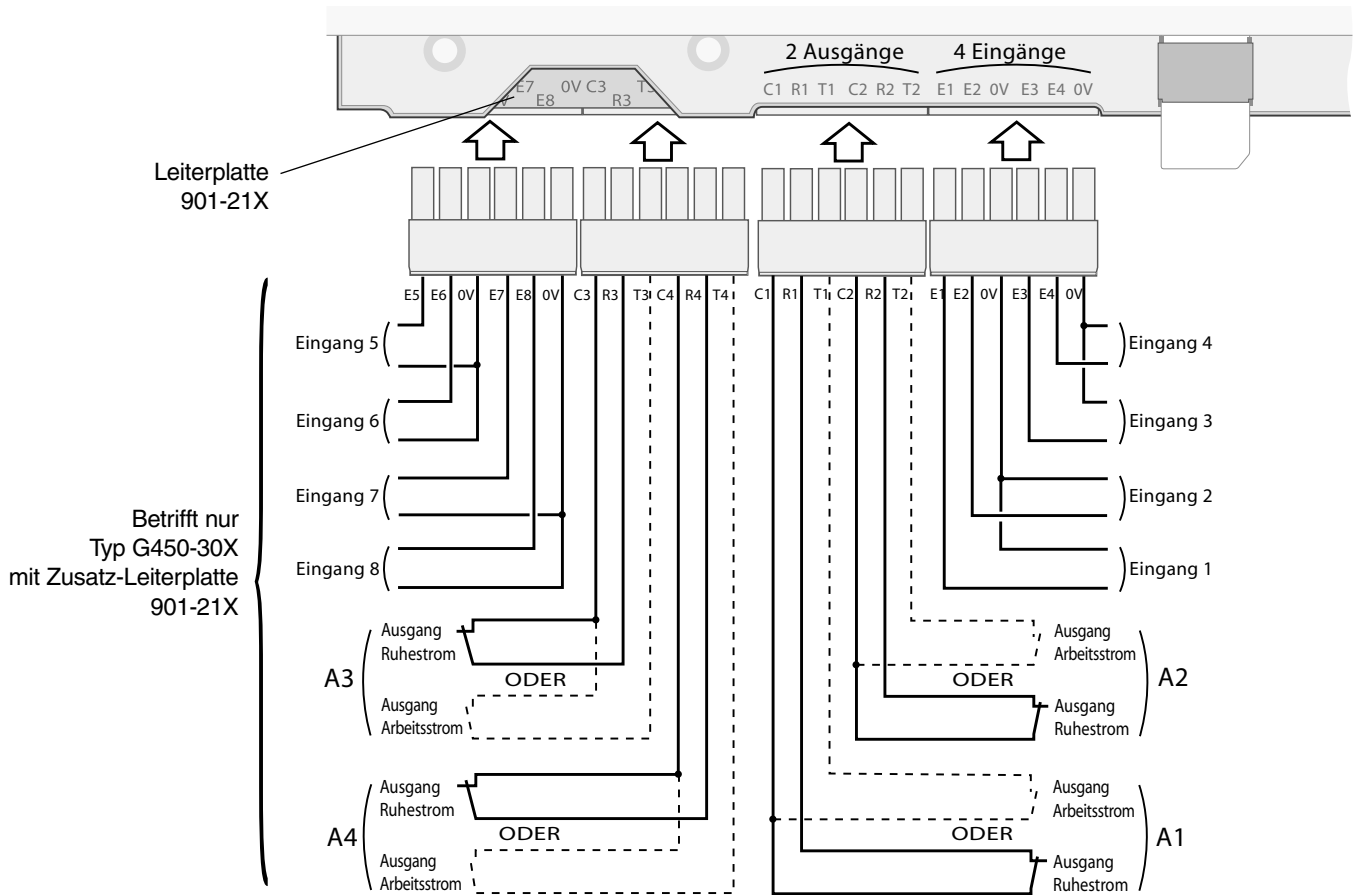 2 Ausgänge 4 Eingänge
E7 0V C3 T3 C1 R1 T1 C2 R2 T2 E1 E2 0V E3 E4 0V
V E8 R3
Leiterplatte
901-21X
E5 E6 0V E7 E8 0V C3 R3 T3 C4 R4 T4 C1 R1 T1 C2 R2 T2 E1 E2 0V E3 E4 0V
Eingang 5
Eingang 4
Eingang 6
Eingang 3
Eingang 7
Eingang 2
Eingang 8
Eingang 1
Betrifft nur
Typ G450-30X
mit Zusatz-Leiterplatte
901-21X
A3
Ausgang
Ruhestrom
ODER
Ausgang
Arbeitsstrom
Ausgang
Arbeitsstrom
ODER
A2
Ausgang
Ruhestrom
A4
Ausgang
Ruhestrom
ODER
Ausgang
Arbeitsstrom
Ausgang
Arbeitsstrom
ODER
A1
Ausgang
Ruhestrom